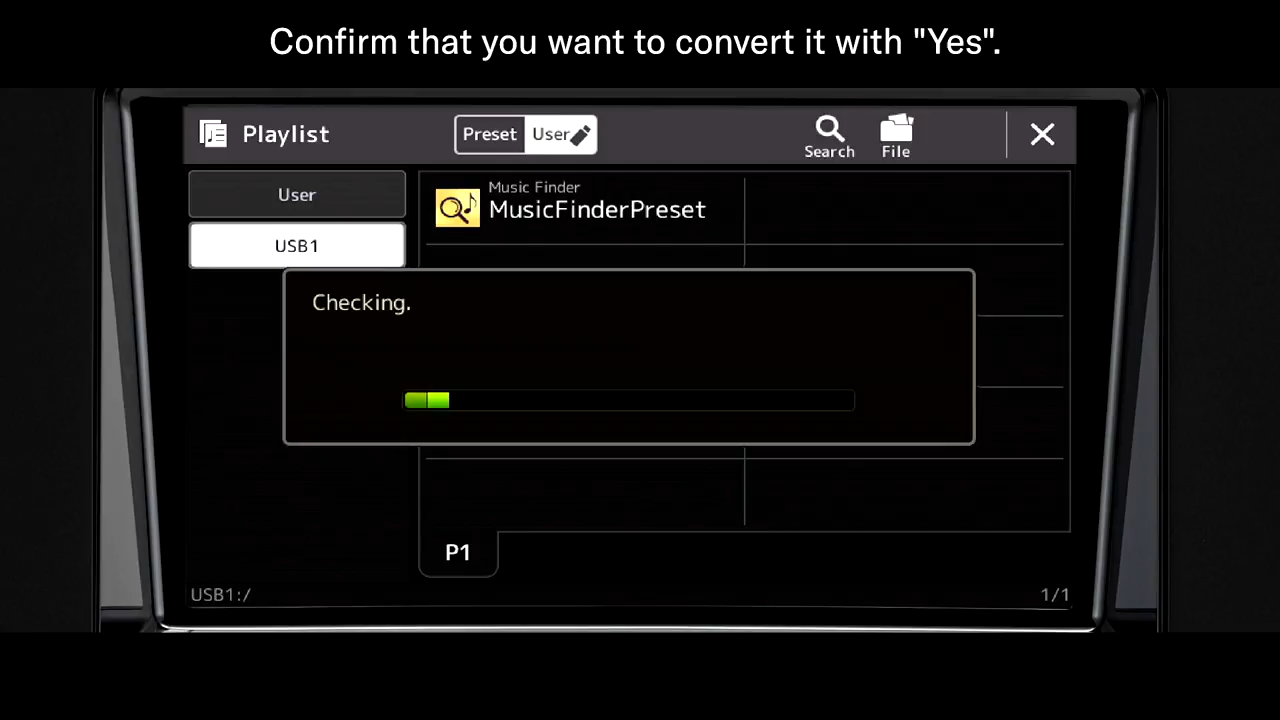 Confirm that you want to convert it with "Yes".
Playlist
Preset User
Search
File
User
USB1
Music Finder
MusicFinderPreset
Checking.
P1
USB1:/
1/1